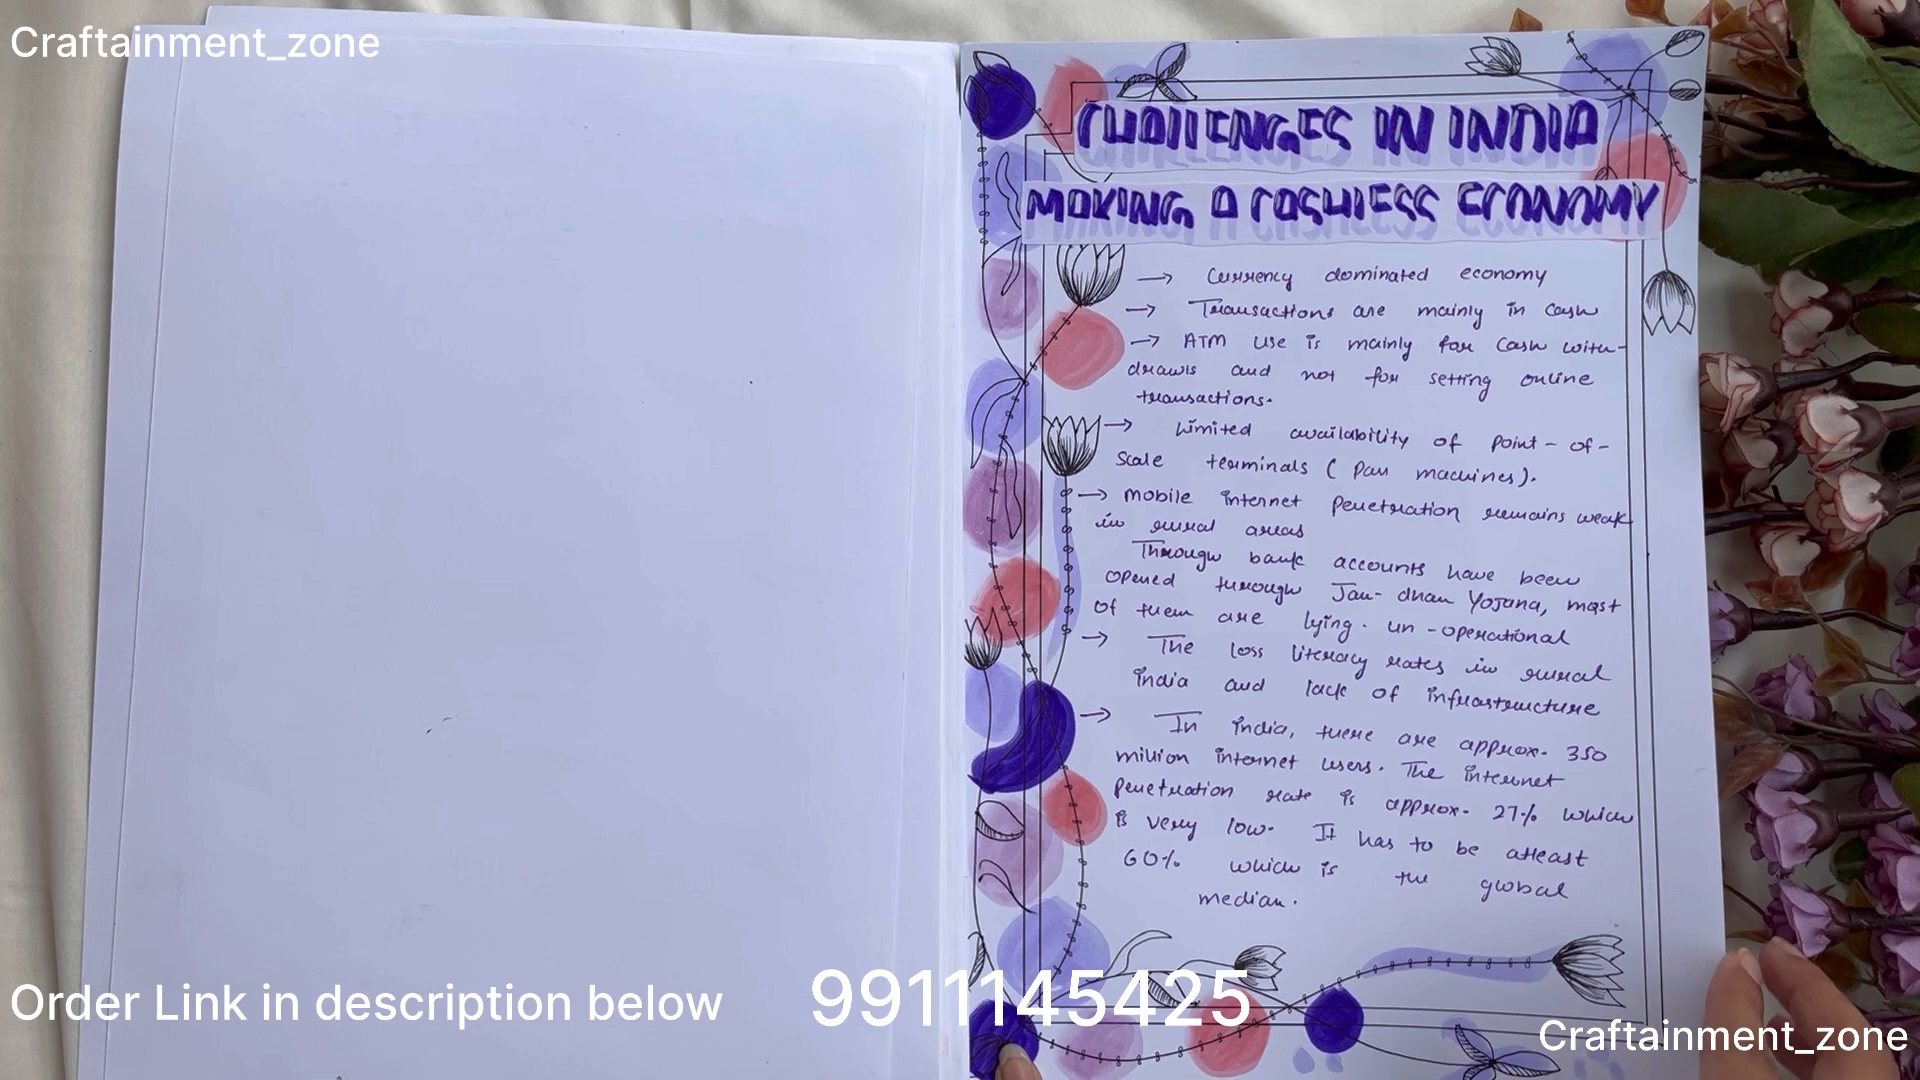 Craftainment_zone
CHALLENGES IN INDIA
MAKING A CASHLESS ECONOMY
→ Currency dominated economy
→ Transactions are mainly in cash
→ ATM use is mainly for cash with-
drawls and not for setting online
transactions.
→ Limited availability of point-of-
scale terminals ( Pan machines).
→ Mobile internet penetration remains weak
in rural areas
Through bank accounts have been
opened through Jan-dhan Yojana, most
of them are lying. un-operational
→ The loss literacy rates in rural
india and lack of infrastructure
→ In india, there are approx. 350
million internet users. The internet
penetration rate is approx. 27% which
is very low. It has to be atleast
60% which is the global
median.
Order Link in description below
9911145425
Craftainment_zone